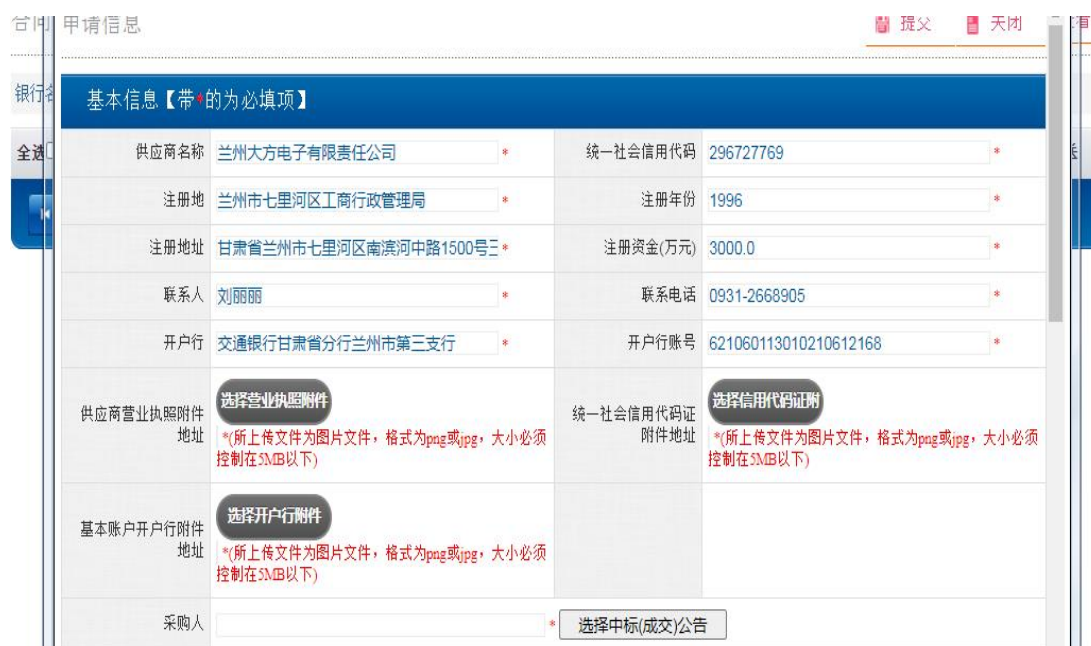 申请信息
提交 关闭
银行名
全选
基本信息【带*的为必填项】
供应商名称 兰州大方电子有限责任公司 * 统一社会信用代码 296727769 *
注册地 兰州市七里河区工商行政管理局 * 注册年份 1996 *
注册地址 甘肃省兰州市七里河区南滨河中路1500号三 * 注册资金(万元) 3000.0 *
联系人 刘丽丽 * 联系电话 0931-2668905 *
开户行 交通银行甘肃省分行兰州市第三支行 * 开户行账号 621060113010210612168 *
供应商营业执照附件
地址
选择营业执照附件
*(所上传文件为图片文件，格式为png或jpg，大小必须
控制在5MB以下)
统一社会信用代码证
附件地址
选择信用代码证附
*(所上传文件为图片文件，格式为png或jpg，大小必须
控制在5MB以下)
基本账户开户行附件
地址
选择开户行附件
*(所上传文件为图片文件，格式为png或jpg，大小必须
控制在5MB以下)
采购人 * 选择中标(成交)公告